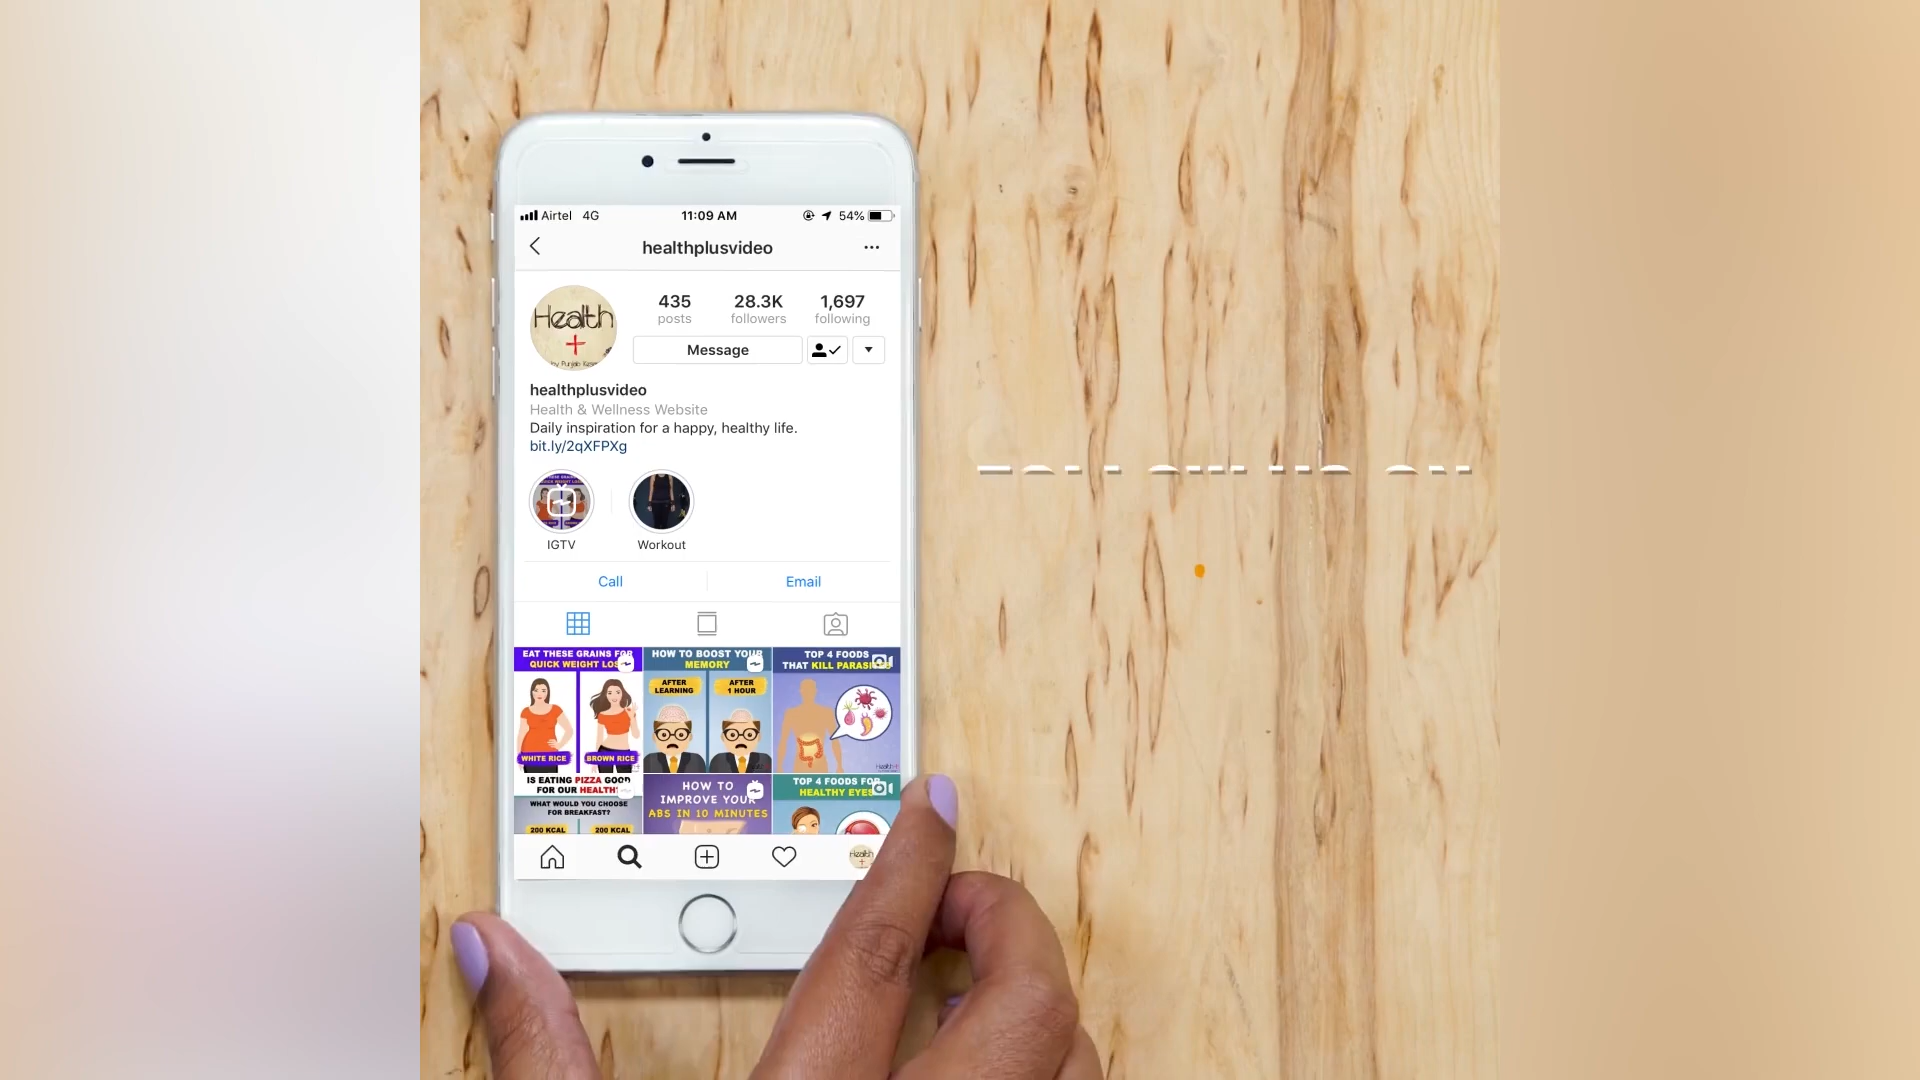 Airtel 4G 11:09 AM 54%
healthplusvideo
Health
+
435 28.3K 1,697
posts followers following
Message
healthplusvideo
Health & Wellness Website
Daily inspiration for a happy, healthy life.
bit.ly/2qXFPXg
IGTV Workout
Call Email
EAT THESE GRAINS FOR
QUICK WEIGHT LOSS
WHITE RICE BROWN RICE
HOW TO BOOST YOUR
MEMORY
AFTER
LEARNING
AFTER
1 HOUR
TOP 4 FOODS
THAT KILL PARASITES
Health+
IS EATING PIZZA GOOD
FOR OUR HEALTH?
WHAT WOULD YOU CHOOSE
FOR BREAKFAST?
200 KCAL 200 KCAL
HOW TO
IMPROVE YOUR
ABS IN 10 MINUTES
TOP 4 FOODS FOR
HEALTHY EYES
Health
+